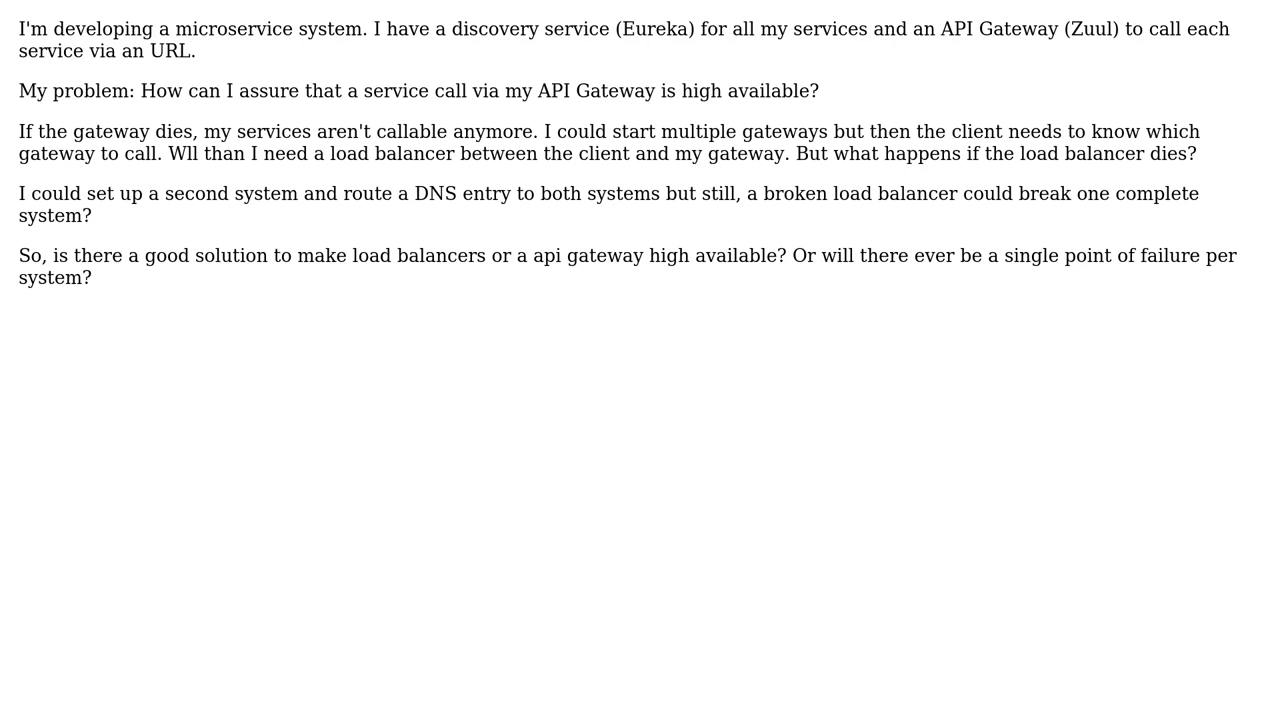 I'm developing a microservice system. I have a discovery service (Eureka) for all my services and an API Gateway (Zuul) to call each
service via an URL.
My problem: How can I assure that a service call via my API Gateway is high available?
If the gateway dies, my services aren't callable anymore. I could start multiple gateways but then the client needs to know which
gateway to call. Wll than I need a load balancer between the client and my gateway. But what happens if the load balancer dies?
I could set up a second system and route a DNS entry to both systems but still, a broken load balancer could break one complete
system?
So, is there a good solution to make load balancers or a api gateway high available? Or will there ever be a single point of failure per
system?